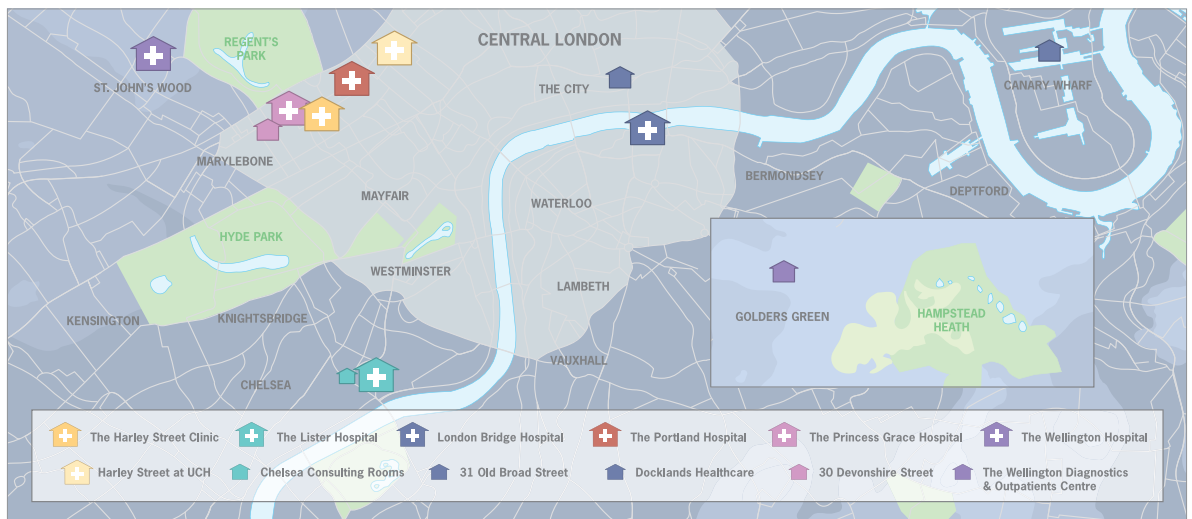 CENTRAL LONDON
REGENT'S
PARK
ST. JOHN'S WOOD
THE CITY
CANARY WHARF
MARYLEBONE
BERMONDSEY
DEPTFORD
MAYFAIR
WATERLOO
HYDE PARK
WESTMINSTER
LAMBETH
KENSINGTON
KNIGHTSBRIDGE
GOLDERS GREEN
HAMPSTEAD
HEATH
VAUXHALL
CHELSEA
The Harley Street Clinic
The Lister Hospital
London Bridge Hospital
The Portland Hospital
The Princess Grace Hospital
The Wellington Hospital
Harley Street at UCH
Chelsea Consulting Rooms
31 Old Broad Street
Docklands Healthcare
30 Devonshire Street
The Wellington Diagnostics
& Outpatients Centre